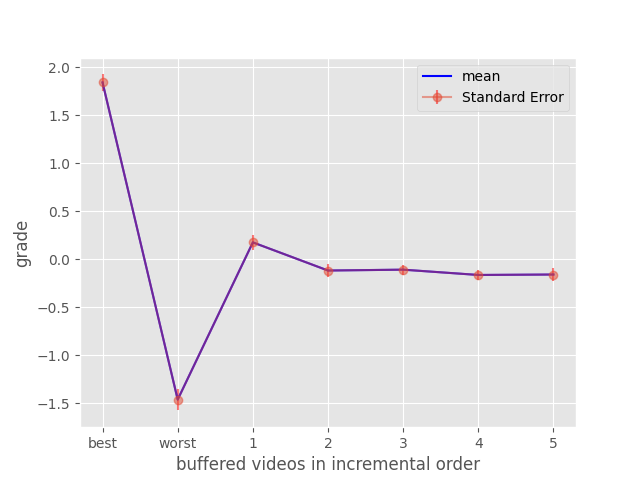 mean
Standard Error
2.0
1.5
1.0
0.5
0.0
−0.5
−1.0
−1.5
grade
best worst 1 2 3 4 5
buffered videos in incremental order